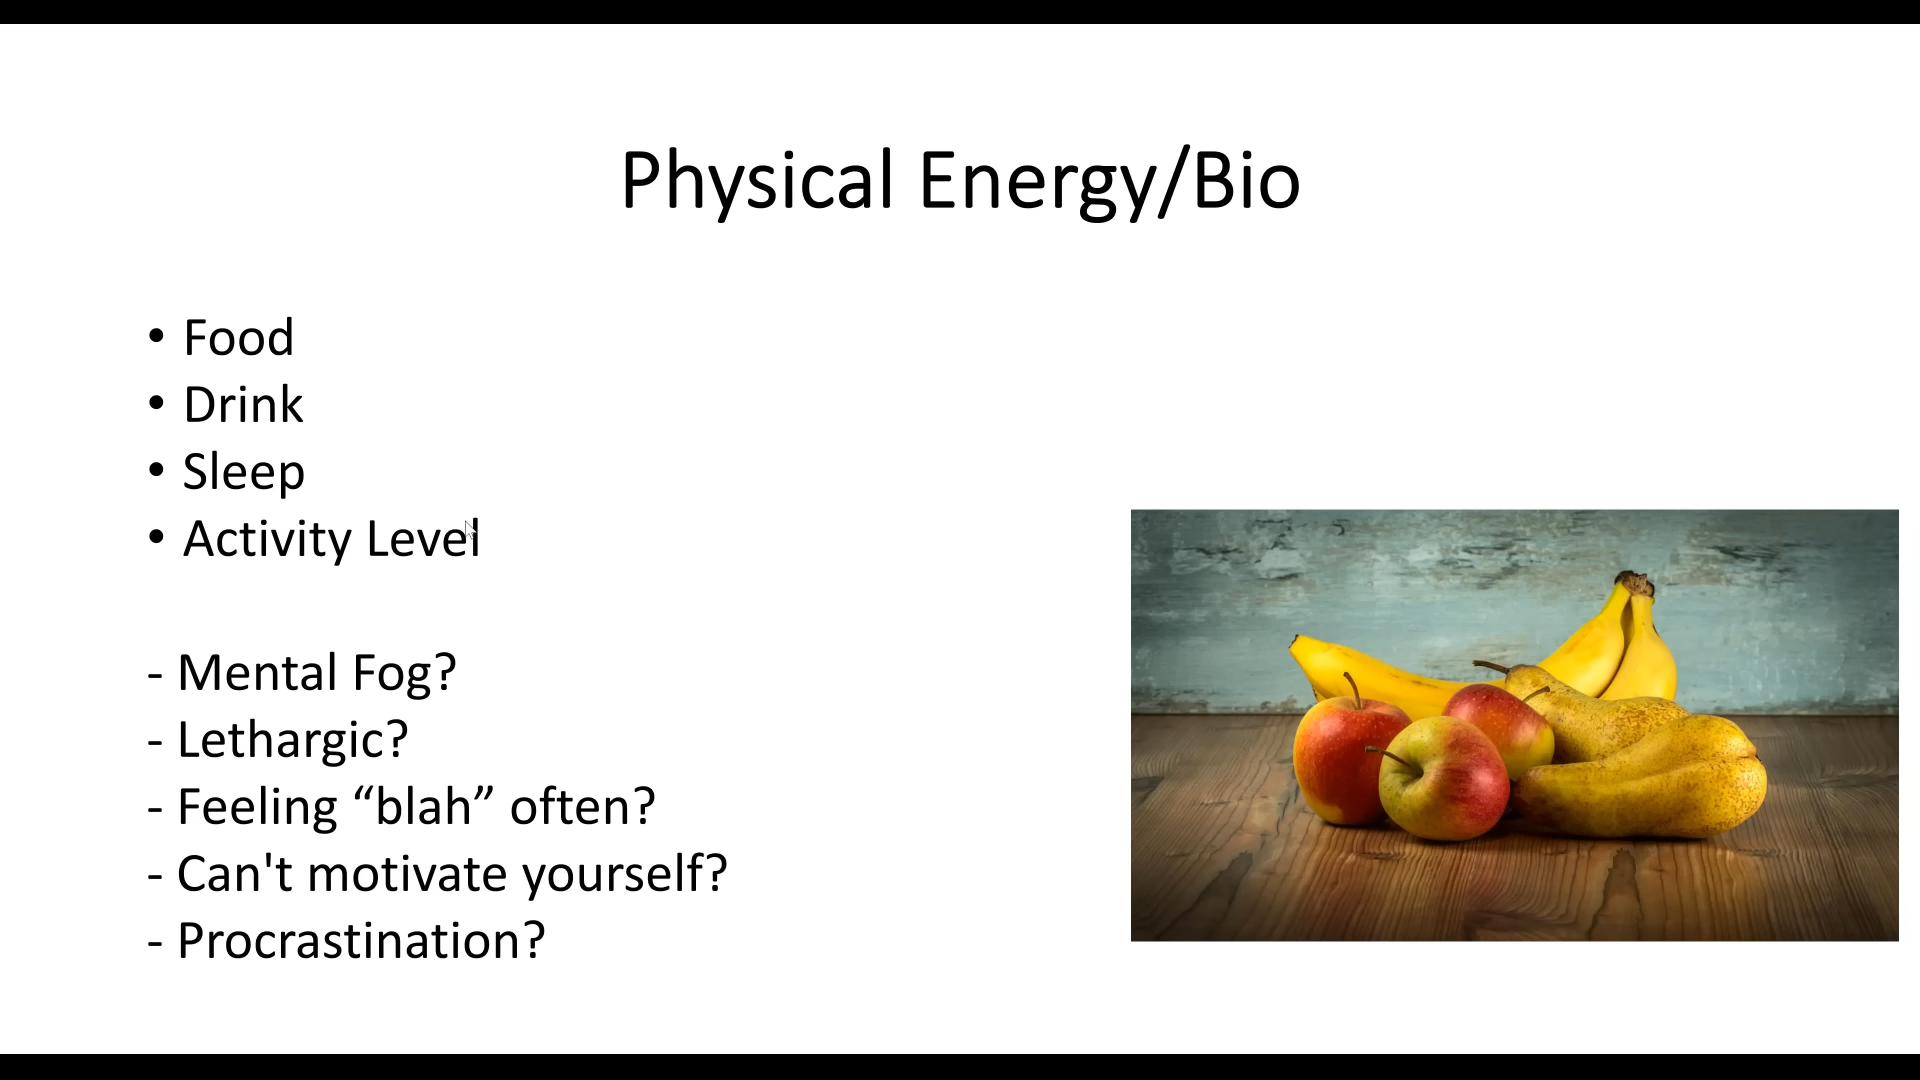 Physical Energy/Bio
• Food
• Drink
• Sleep
• Activity Level
- Mental Fog?
- Lethargic?
- Feeling “blah” often?
- Can't motivate yourself?
- Procrastination?